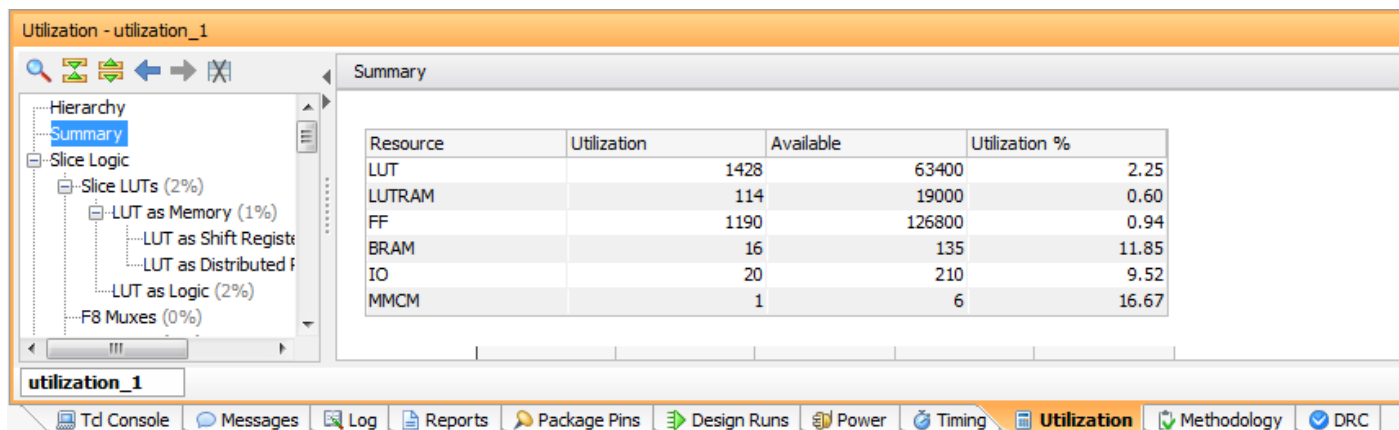 Utilization - utilization_1
Summary
Hierarchy
Summary
Slice Logic
Slice LUTs (2%)
LUT as Memory (1%)
LUT as Shift Registe
LUT as Distributed
LUT as Logic (2%)
F8 Muxes (0%)
Resource Utilization Available Utilization %
LUT 1428 63400 2.25
LUTRAM 114 19000 0.60
FF 1190 126800 0.94
BRAM 16 135 11.85
IO 20 210 9.52
MMCM 1 6 16.67
utilization_1
Tcl Console Messages Log Reports Package Pins Design Runs Power Timing Utilization Methodology DRC